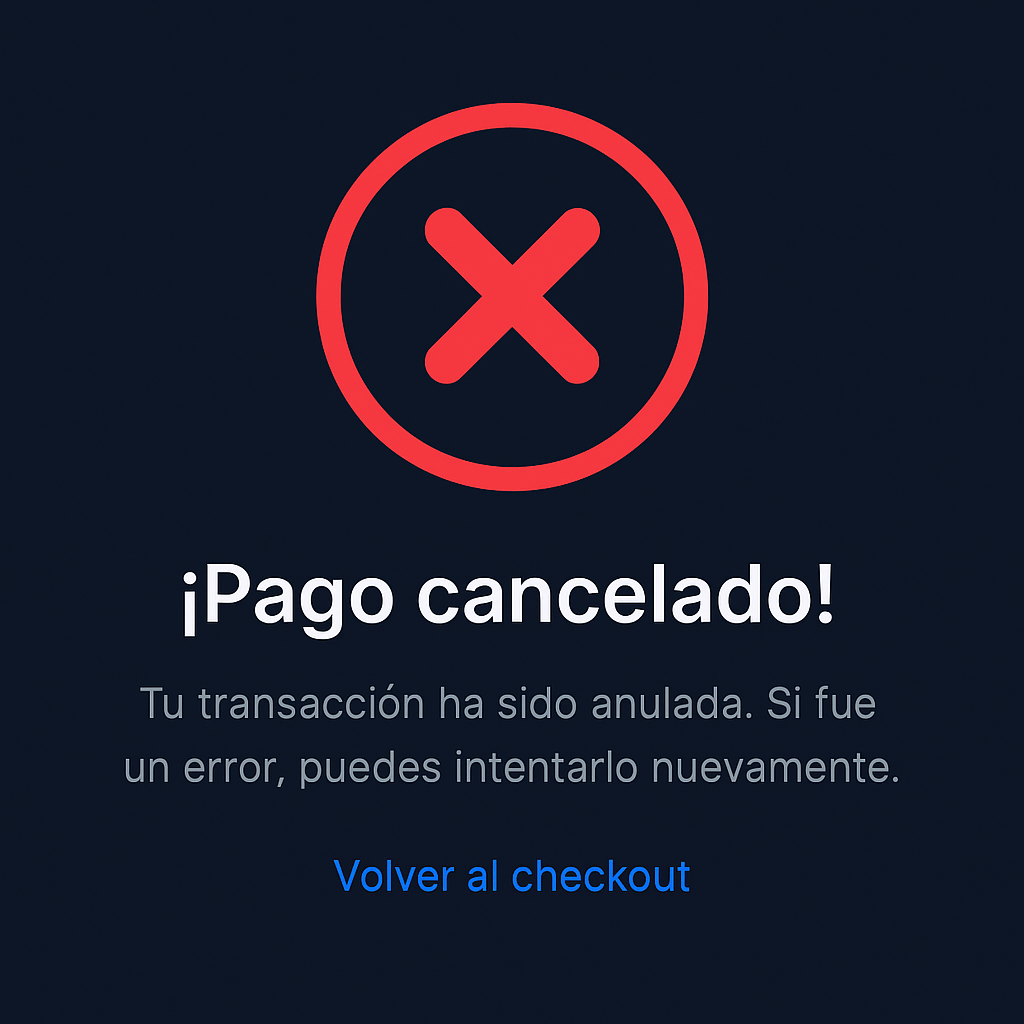 ¡Pago cancelado!
Tu transacción ha sido anulada. Si fue
un error, puedes intentarlo nuevamente.
Volver al checkout